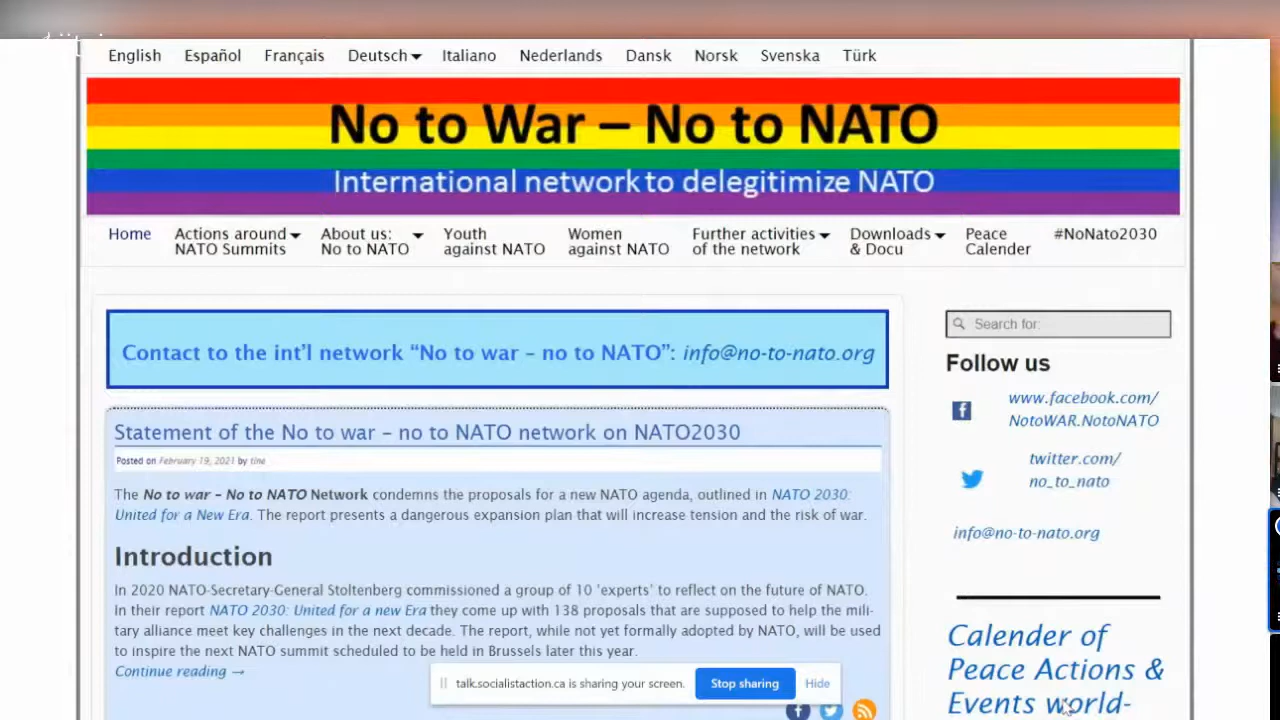 English Español Français Deutsch Italiano Nederlands Dansk Norsk Svenska Türk
No to War – No to NATO
International network to delegitimize NATO
Home
Actions around
NATO Summits
About us:
No to NATO
Youth
against NATO
Women
against NATO
Further activities
of the network
Downloads
& Docu
Peace
Calender
#NoNato2030
Contact to the int'l network “No to war – no to NATO”: info@no-to-nato.org
Statement of the No to war – no to NATO network on NATO2030
Posted on February 19, 2021 by tine
The No to war – No to NATO Network condemns the proposals for a new NATO agenda, outlined in NATO 2030:
United for a New Era. The report presents a dangerous expansion plan that will increase tension and the risk of war.
Introduction
In 2020 NATO-Secretary-General Stoltenberg commissioned a group of 10 'experts' to reflect on the future of NATO.
In their report NATO 2030: United for a new Era they come up with 138 proposals that are supposed to help the mili-
tary alliance meet key challenges in the next decade. The report, while not yet formally adopted by NATO, will be used
to inspire the next NATO summit scheduled to be held in Brussels later this year.
Continue reading →
talk.socialistaction.ca is sharing your screen. Stop sharing Hide
Search for:
Follow us
www.facebook.com/
NotoWAR.NotoNATO
twitter.com/
no_to_nato
info@no-to-nato.org
Calender of
Peace Actions &
Events world-